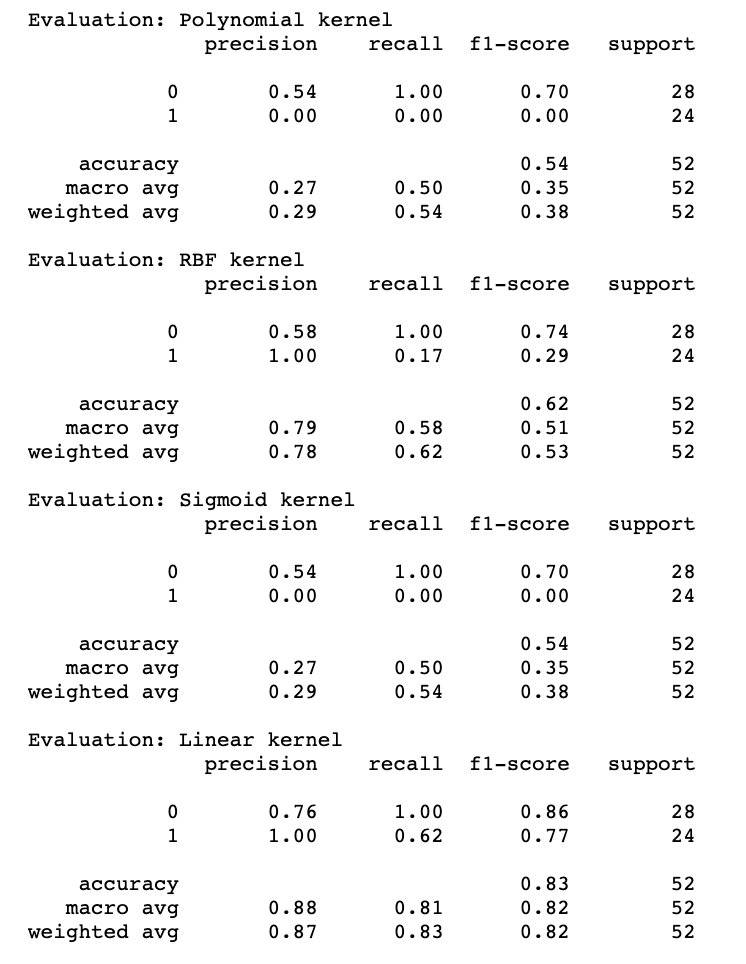 Evaluation: Polynomial kernel
precision recall f1-score support
0 0.54 1.00 0.70 28
1 0.00 0.00 0.00 24
accuracy 0.54 52
macro avg 0.27 0.50 0.35 52
weighted avg 0.29 0.54 0.38 52
Evaluation: RBF kernel
precision recall f1-score support
0 0.58 1.00 0.74 28
1 1.00 0.17 0.29 24
accuracy 0.62 52
macro avg 0.79 0.58 0.51 52
weighted avg 0.78 0.62 0.53 52
Evaluation: Sigmoid kernel
precision recall f1-score support
0 0.54 1.00 0.70 28
1 0.00 0.00 0.00 24
accuracy 0.54 52
macro avg 0.27 0.50 0.35 52
weighted avg 0.29 0.54 0.38 52
Evaluation: Linear kernel
precision recall f1-score support
0 0.76 1.00 0.86 28
1 1.00 0.62 0.77 24
accuracy 0.83 52
macro avg 0.88 0.81 0.82 52
weighted avg 0.87 0.83 0.82 52